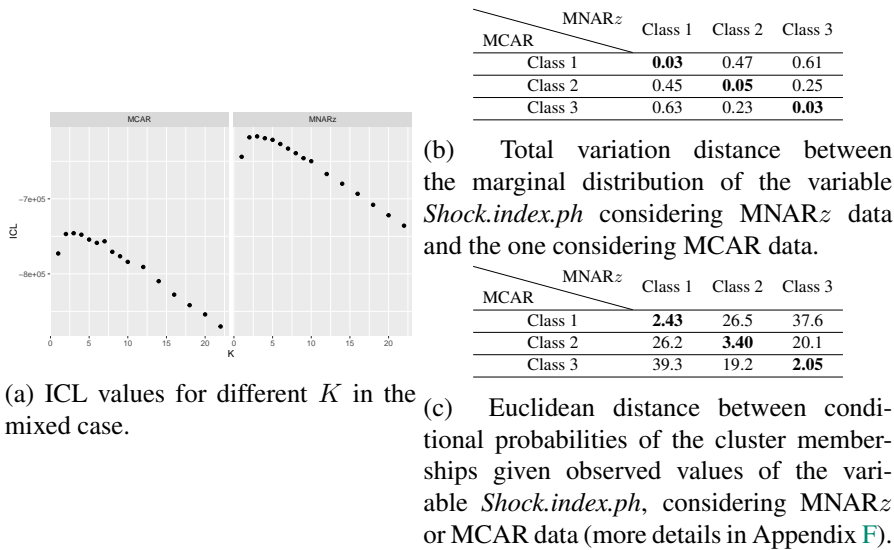 MCAR
MNARz
−7e+05
−8e+05
ICL
0 5 10 15 20
0 5 10 15 20
K
(a) ICL values for different K in the
mixed case.
MNARz
MCAR
Class 1 Class 2 Class 3
Class 1 0.03 0.47 0.61
Class 2 0.45 0.05 0.25
Class 3 0.63 0.23 0.03
(b) Total variation distance between
the marginal distribution of the variable
Shock.index.ph considering MNARz data
and the one considering MCAR data.
MNARz
MCAR
Class 1 Class 2 Class 3
Class 1 2.43 26.5 37.6
Class 2 26.2 3.40 20.1
Class 3 39.3 19.2 2.05
(c) Euclidean distance between condi-
tional probabilities of the cluster member-
ships given observed values of the vari-
able Shock.index.ph, considering MNARz
or MCAR data (more details in Appendix F).